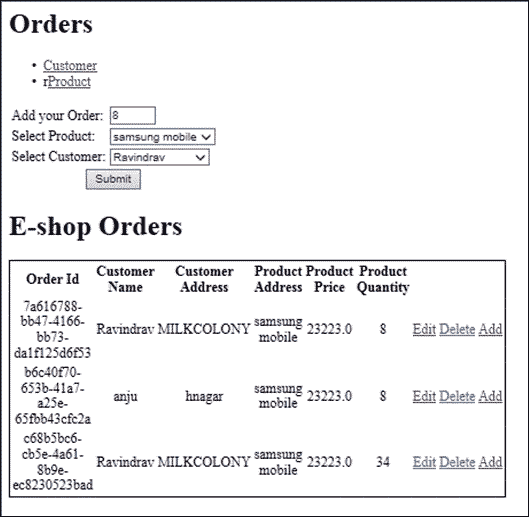 Orders
• Customer
• rProduct
Add your Order: 8
Select Product: samsung mobile
Select Customer: Ravindrav
Submit
E-shop Orders
Order Id Customer Name Customer Address Product Address Product Price Product Quantity
7a616788-bb47-4166-bb73-da1f125d6f53 Ravindrav MILKCOLONY samsung mobile 23223.0 8 Edit Delete Add
b6c40f70-653b-41a7-a25e-65fbb43cfc2a anju hnagar samsung mobile 23223.0 8 Edit Delete Add
c68b5bc6-cb5e-4a61-8b9e-ec8230523bad Ravindrav MILKCOLONY samsung mobile 23223.0 34 Edit Delete Add